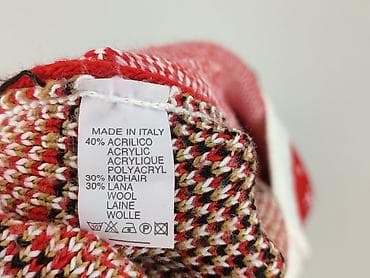 MADE IN ITALY
40% ACRILICO
ACRYLIC
ACRYLIQUE
POLYACRYL
30% MOHAIR
30% LANA
WOOL
LAINE
WOLLE